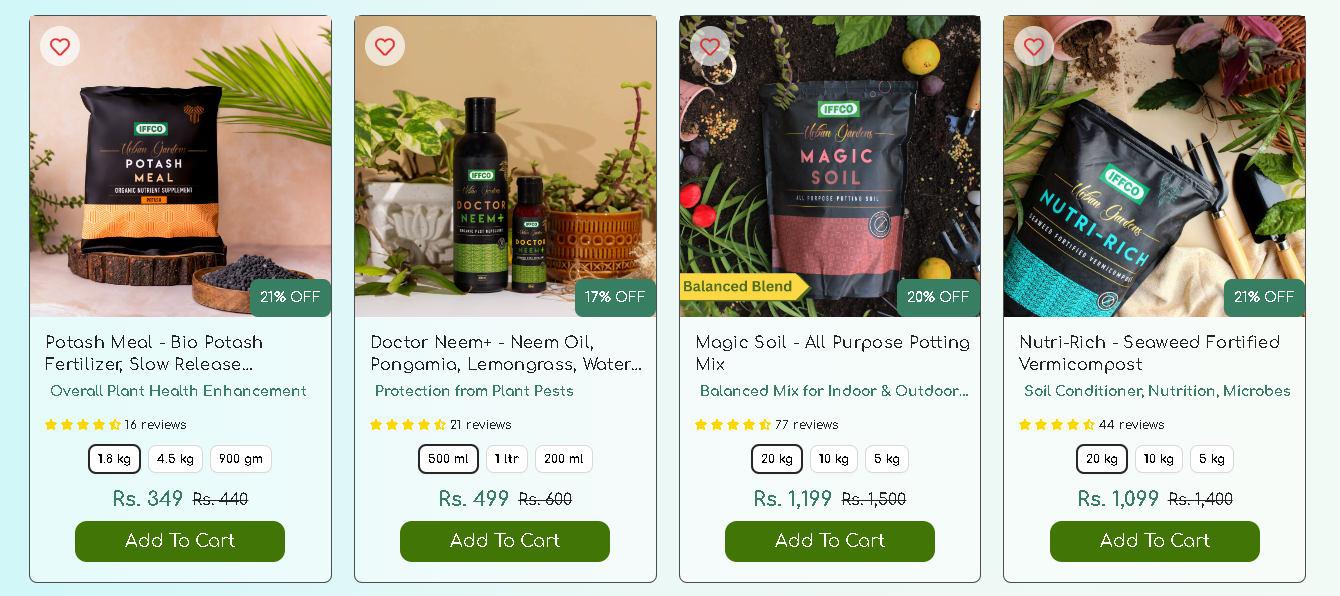 IFFCO
Urban Gardens
POTASH
MEAL
ORGANIC NUTRIENT SUPPLEMENT
POTASH
21% OFF
Potash Meal - Bio Potash
Fertilizer, Slow Release...
Overall Plant Health Enhancement
16 reviews
1.8 kg 4.5 kg 900 gm
Rs. 349 Rs. 440
Add To Cart
IFFCO
Urban Gardens
DOCTOR
NEEM+
ORGANIC PEST REPELLENT
IFFCO
DOCTOR
NEEM+
17% OFF
Doctor Neem+ - Neem Oil,
Pongamia, Lemongrass, Water...
Protection from Plant Pests
21 reviews
500 ml 1 ltr 200 ml
Rs. 499 Rs. 600
Add To Cart
IFFCO
Urban Gardens
MAGIC
SOIL
ALL PURPOSE POTTING SOIL
Balanced Blend
20% OFF
Magic Soil - All Purpose Potting
Mix
Balanced Mix for Indoor & Outdoor...
77 reviews
20 kg 10 kg 5 kg
Rs. 1,199 Rs. 1,500
Add To Cart
IFFCO
Urban Gardens
NUTRI-RICH
SEAWEED FORTIFIED VERMICOMPOST
21% OFF
Nutri-Rich - Seaweed Fortified
Vermicompost
Soil Conditioner, Nutrition, Microbes
44 reviews
20 kg 10 kg 5 kg
Rs. 1,099 Rs. 1,400
Add To Cart